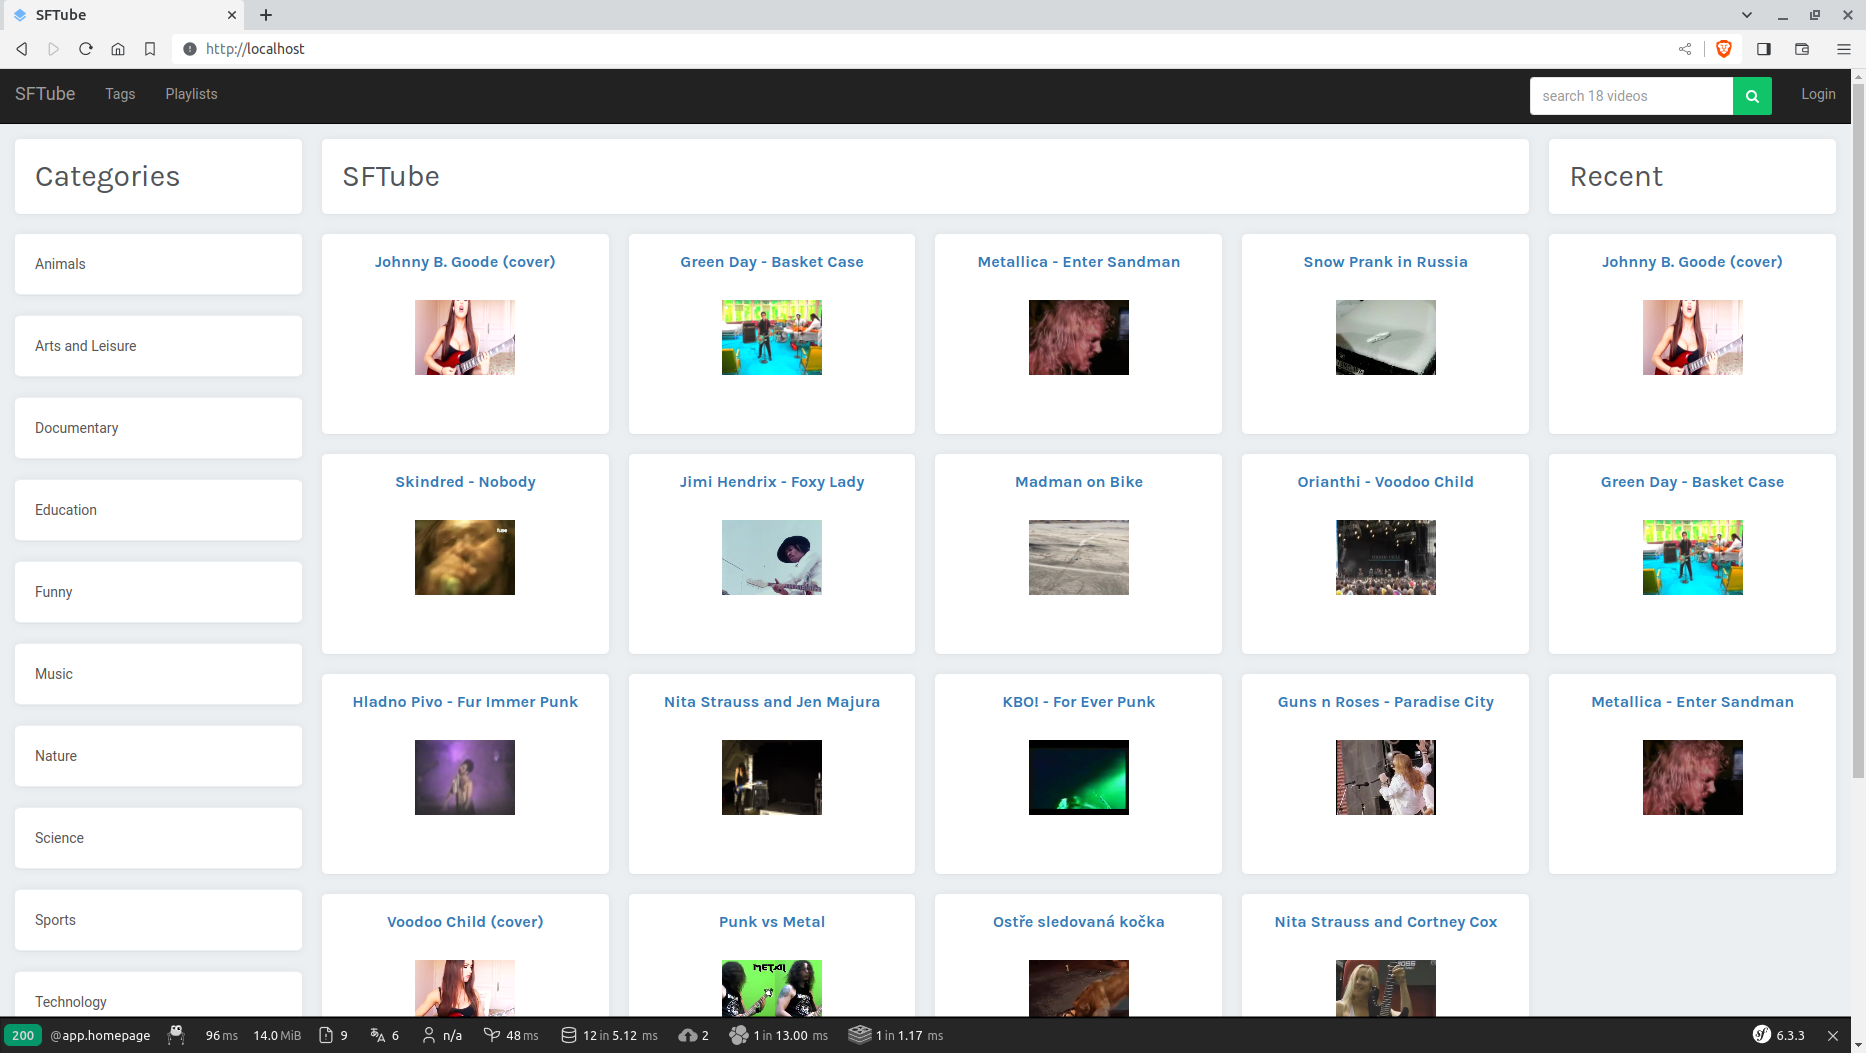 SFTube
http://localhost
SFTube Tags Playlists search 18 videos Login
Categories
Animals
Arts and Leisure
Documentary
Education
Funny
Music
Nature
Science
Sports
Technology
SFTube
Johnny B. Goode (cover) Green Day - Basket Case Metallica - Enter Sandman Snow Prank in Russia
Skindred - Nobody Jimi Hendrix - Foxy Lady Madman on Bike Orianthi - Voodoo Child
Hladno Pivo - Fur Immer Punk Nita Strauss and Jen Majura KBO! - For Ever Punk Guns n Roses - Paradise City
Voodoo Child (cover) Punk vs Metal Ostře sledovaná kočka Nita Strauss and Cortney Cox
METAL
Recent
Johnny B. Goode (cover)
Green Day - Basket Case
Metallica - Enter Sandman
200 @app.homepage 96 ms 14.0 MiB 9 6 n/a 48 ms 12 in 5.12 ms 2 1 in 13.00 ms 1 in 1.17 ms sf 6.3.3